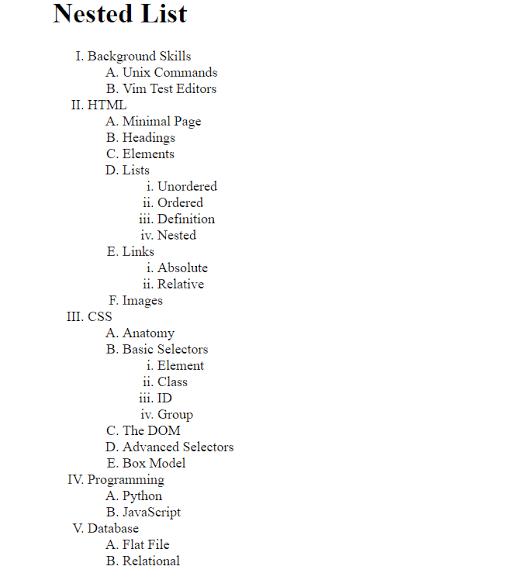 Nested List
I. Background Skills
A. Unix Commands
B. Vim Test Editors
II. HTML
A. Minimal Page
B. Headings
C. Elements
D. Lists
i. Unordered
ii. Ordered
iii. Definition
iv. Nested
E. Links
i. Absolute
ii. Relative
F. Images
III. CSS
A. Anatomy
B. Basic Selectors
i. Element
ii. Class
iii. ID
iv. Group
C. The DOM
D. Advanced Selectors
E. Box Model
IV. Programming
A. Python
B. JavaScript
V. Database
A. Flat File
B. Relational